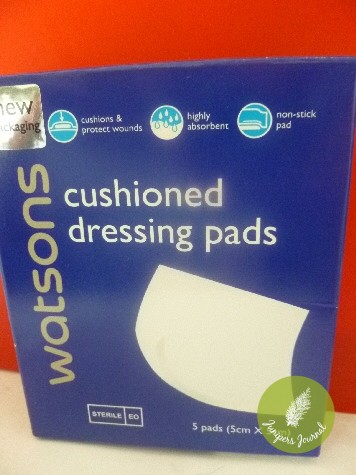 new
packaging
cushions &
protect wounds
highly
absorbent
non-stick
pad
watsons
cushioned
dressing pads
STERILE EO
5 pads (5cm x
Junipers Journal